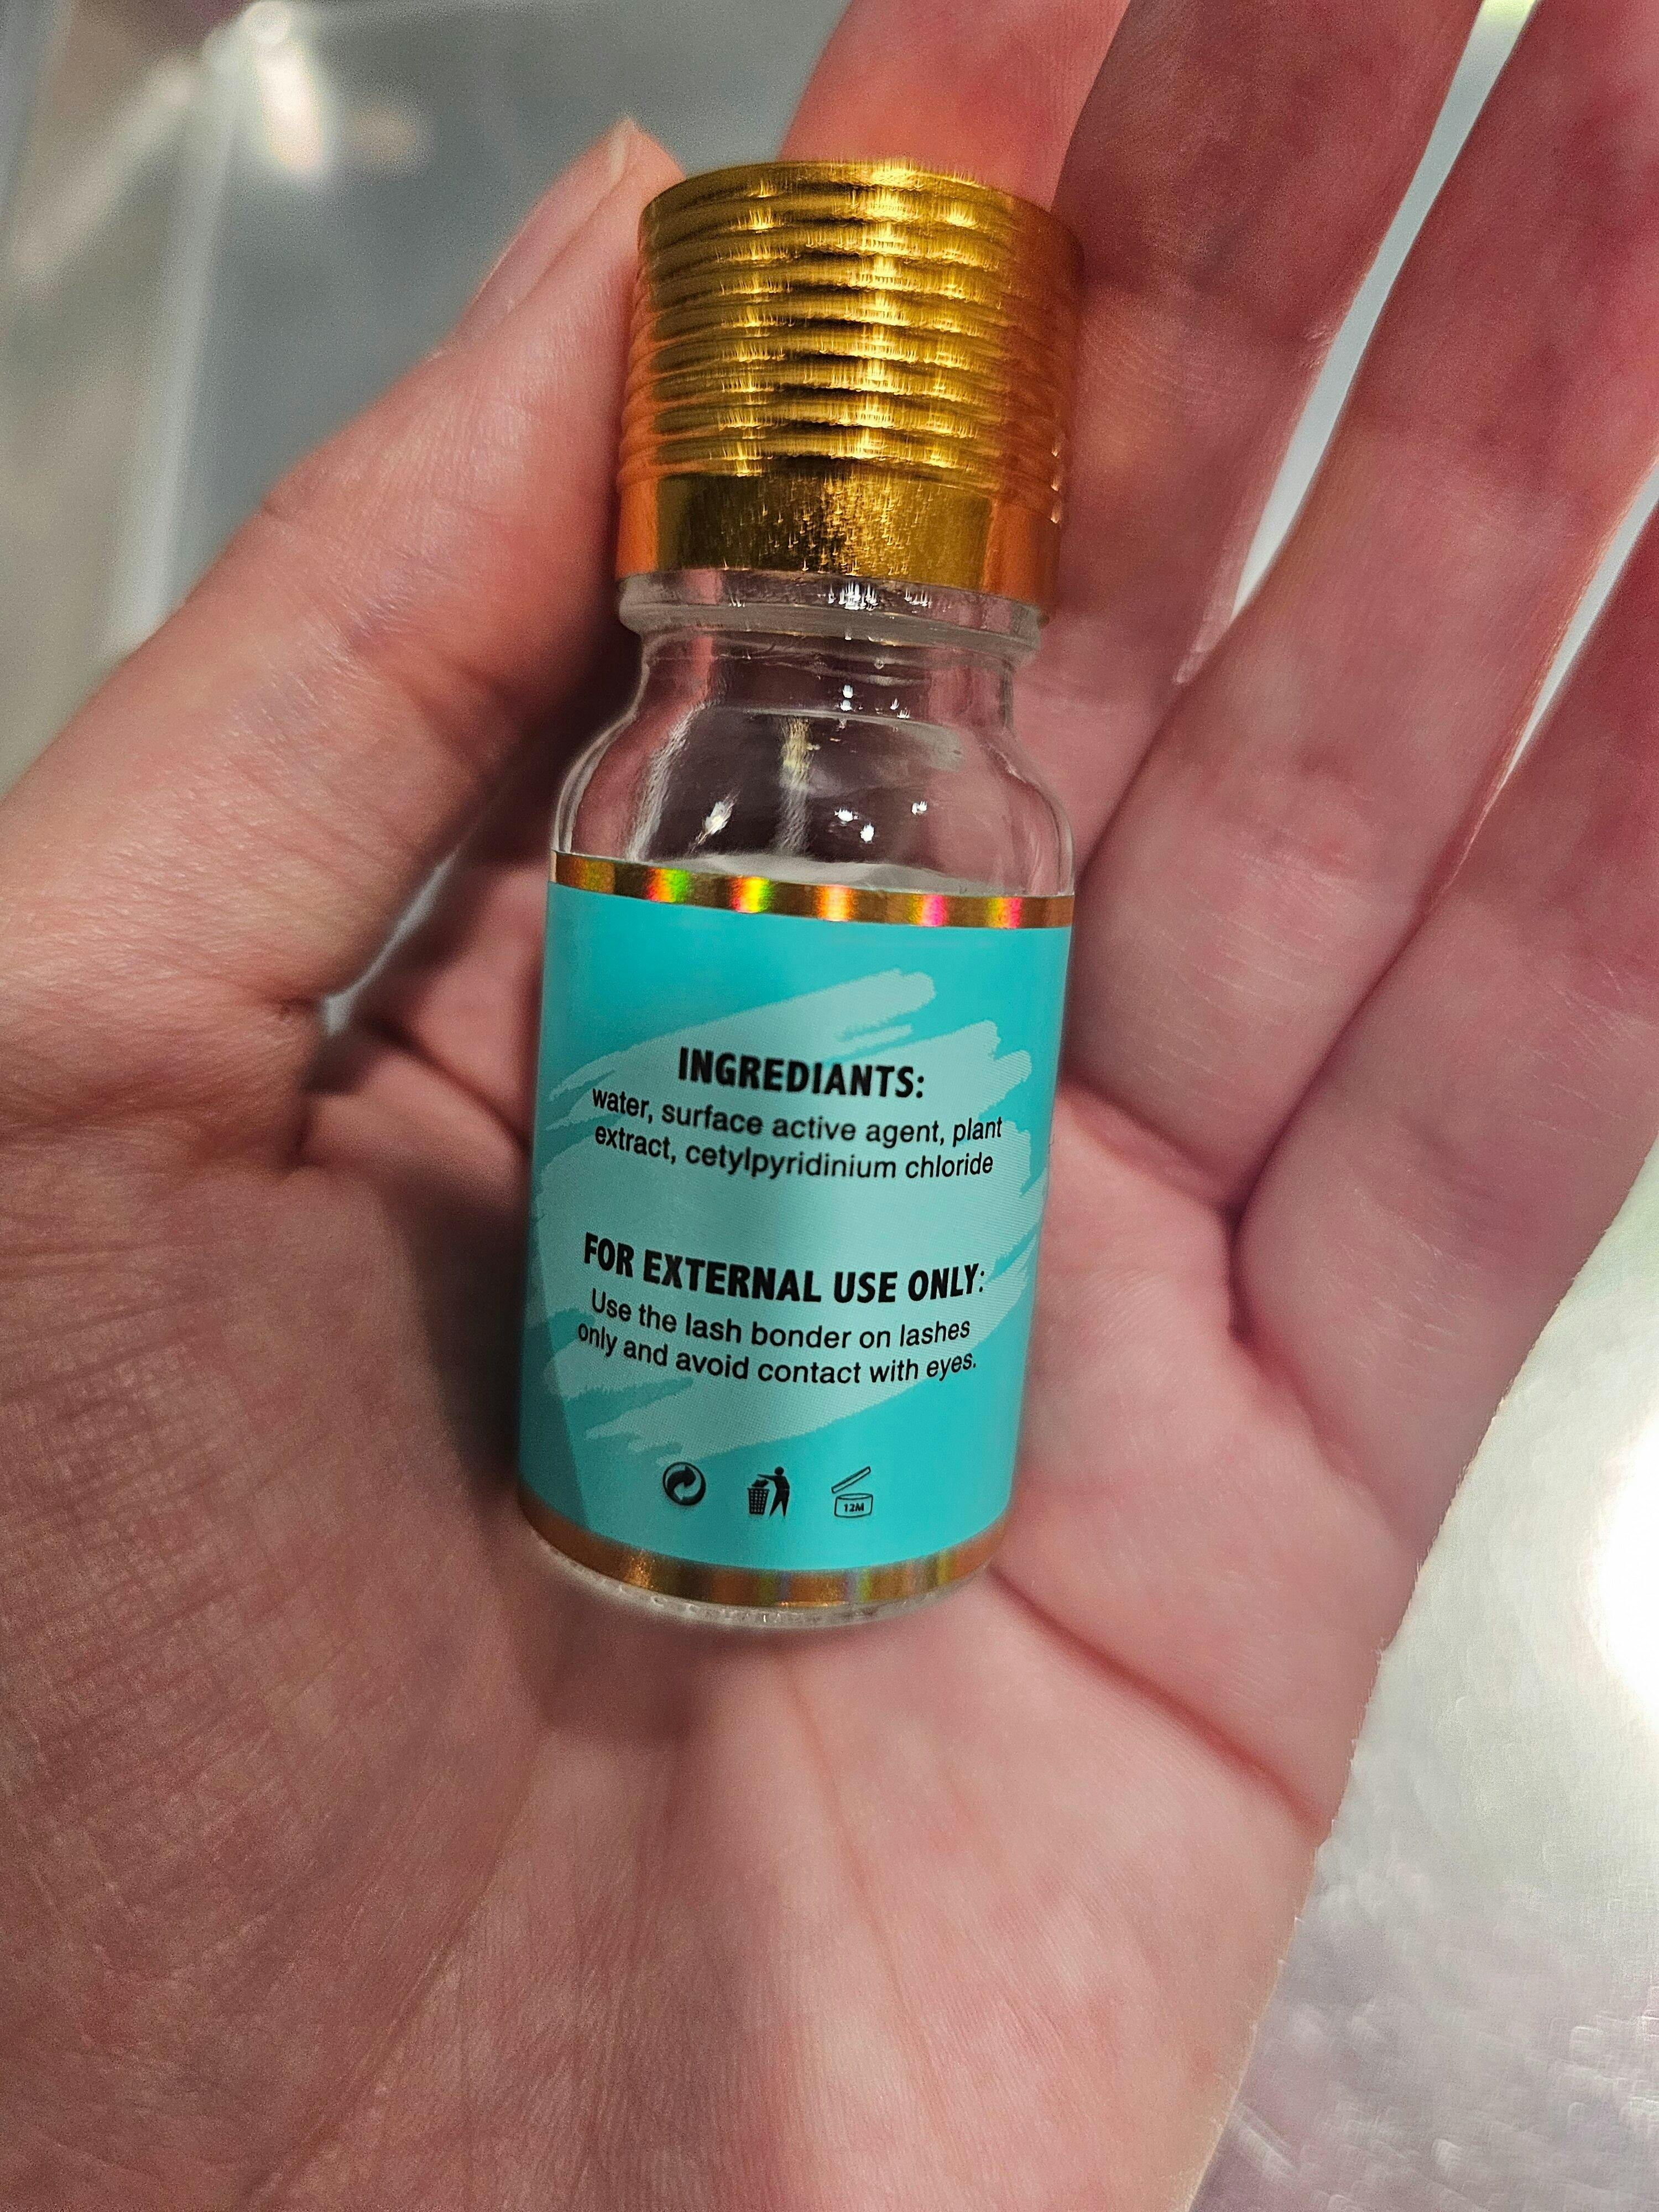 INGREDIANTS:
water, surface active agent, plant
extract, cetylpyridinium chloride
FOR EXTERNAL USE ONLY:
Use the lash bonder on lashes
only and avoid contact with eyes.
12M